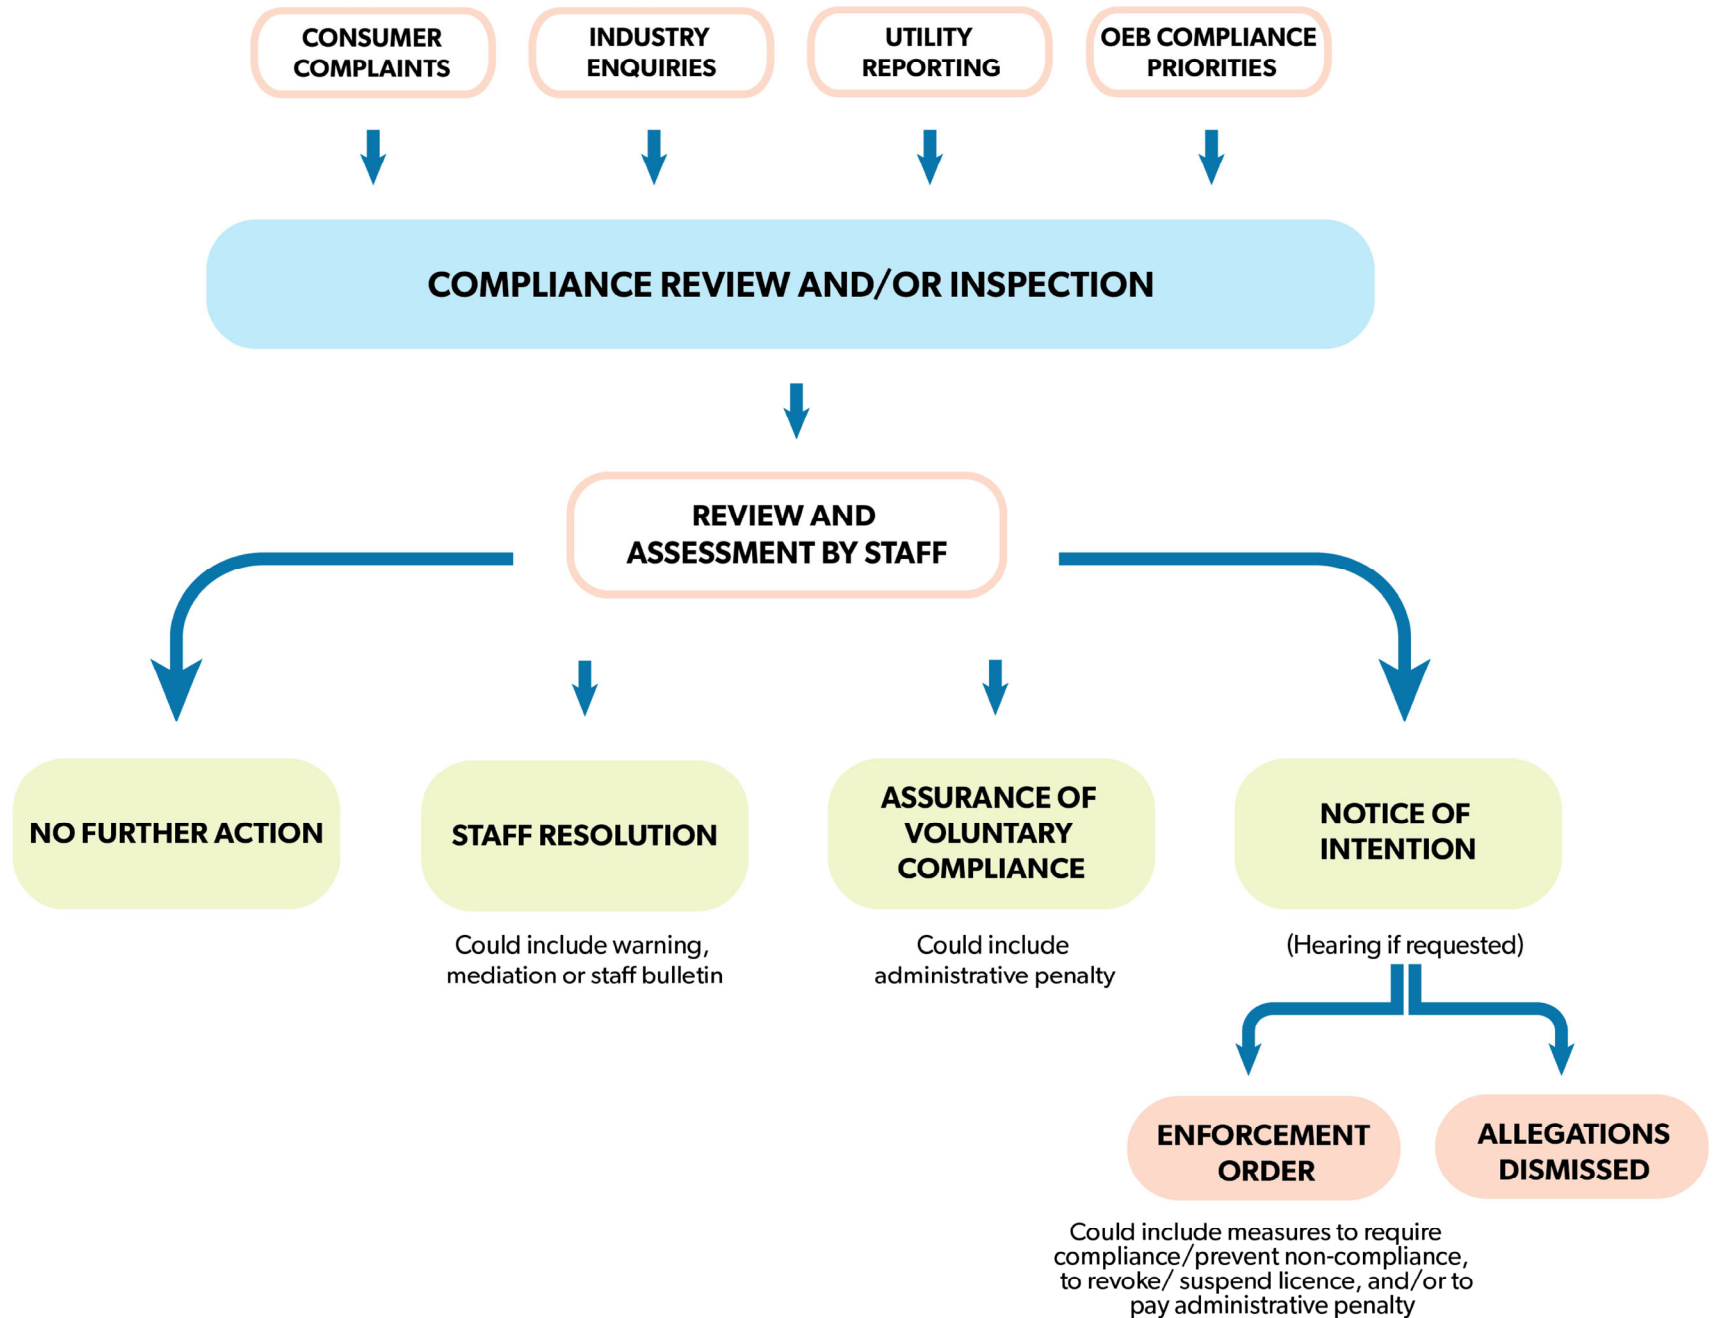 CONSUMER
COMPLAINTS
INDUSTRY
ENQUIRIES
UTILITY
REPORTING
OEB COMPLIANCE
PRIORITIES
COMPLIANCE REVIEW AND/OR INSPECTION
REVIEW AND
ASSESSMENT BY STAFF
NO FURTHER ACTION
STAFF RESOLUTION
Could include warning,
mediation or staff bulletin
ASSURANCE OF
VOLUNTARY
COMPLIANCE
Could include
administrative penalty
NOTICE OF
INTENTION
(Hearing if requested)
ENFORCEMENT
ORDER
Could include measures to require
compliance/prevent non-compliance,
to revoke/ suspend licence, and/or to
pay administrative penalty
ALLEGATIONS
DISMISSED